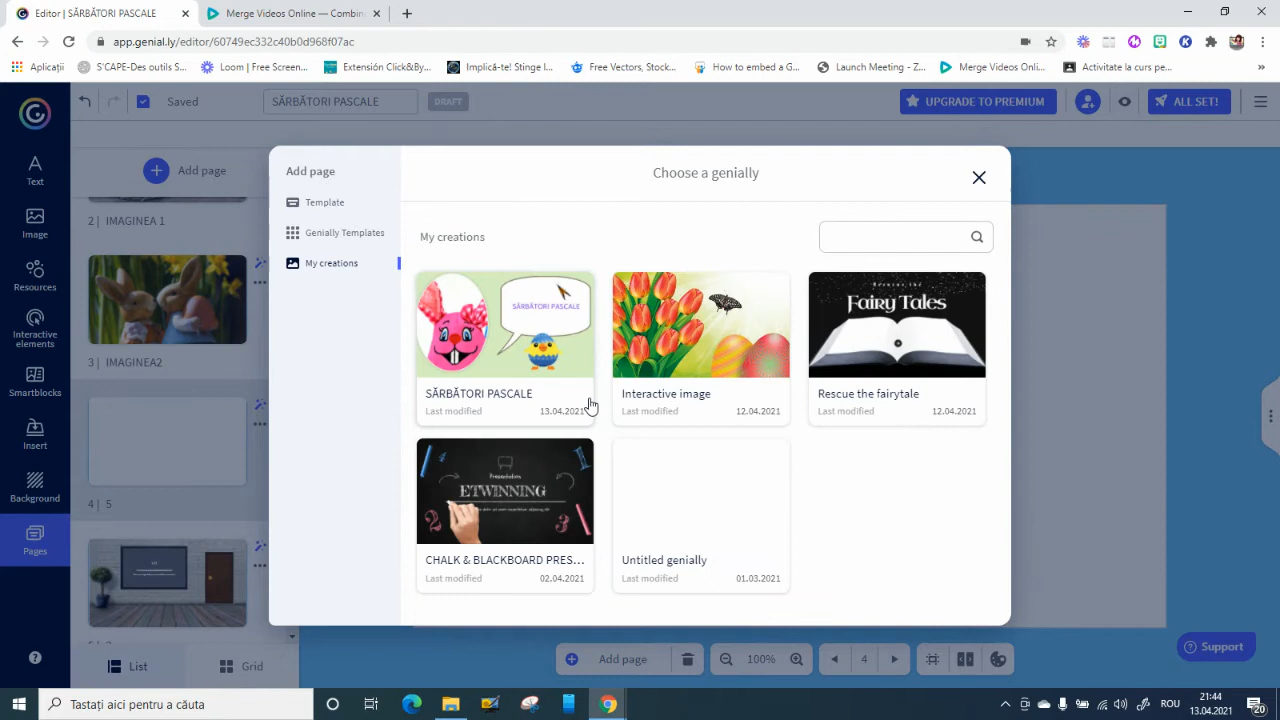 Editor | SĂRBĂTORI PASCALE
Merge Videos Online — Combin
app.genial.ly/editor/60749ec332c40b0d968f07ac
Aplicații
S'CAPE-Des outils S...
Loom | Free Screen...
Extensión Click&By...
Implică-te! Stinge l...
Free Vectors, Stock...
How to embed a G...
Launch Meeting - Z...
Merge Videos Onli...
Activitate la curs pe...
»
Saved
SĂRBĂTORI PASCALE
DRAFT
UPGRADE TO PREMIUM
ALL SET!
Text
Image
Resources
Interactive
elements
Smartblocks
Insert
Background
Pages
Add page
2 | IMAGINEA 1
3 | IMAGINEA2
4 | 5
List
Grid
Add page
Template
Genially Templates
My creations
Choose a genially
My creations
SĂRBĂTORI PASCALE
SĂRBĂTORI PASCALE
Last modified 13.04.2021
Interactive image
Last modified 12.04.2021
Rescue the
Fairy Tales
Rescue the fairytale
Last modified 12.04.2021
Presentation
ETWINNING
CHALK & BLACKBOARD PRES...
Last modified 02.04.2021
Untitled genially
Last modified 01.03.2021
Add page
100%
4
Support
Tastați aici pentru a căuta
ROU
21:44
13.04.2021
20